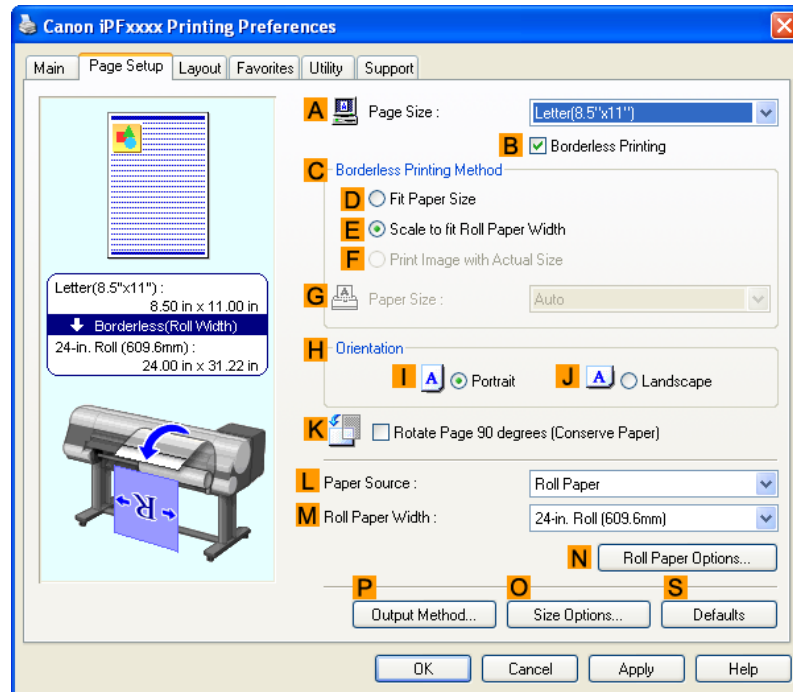 Canon iPFxxxx Printing Preferences
Main Page Setup Layout Favorites Utility Support
A Page Size : Letter(8.5"x11")
B Borderless Printing
C Borderless Printing Method
D Fit Paper Size
E Scale to fit Roll Paper Width
F Print Image with Actual Size
G Paper Size : Auto
Letter(8.5"x11") :
8.50 in x 11.00 in
Borderless(Roll Width)
24-in. Roll (609.6mm) :
24.00 in x 31.22 in
H Orientation
I A Portrait J A Landscape
K Rotate Page 90 degrees (Conserve Paper)
R
L Paper Source : Roll Paper
M Roll Paper Width : 24-in. Roll (609.6mm)
N Roll Paper Options...
P O S
Output Method... Size Options... Defaults
OK Cancel Apply Help